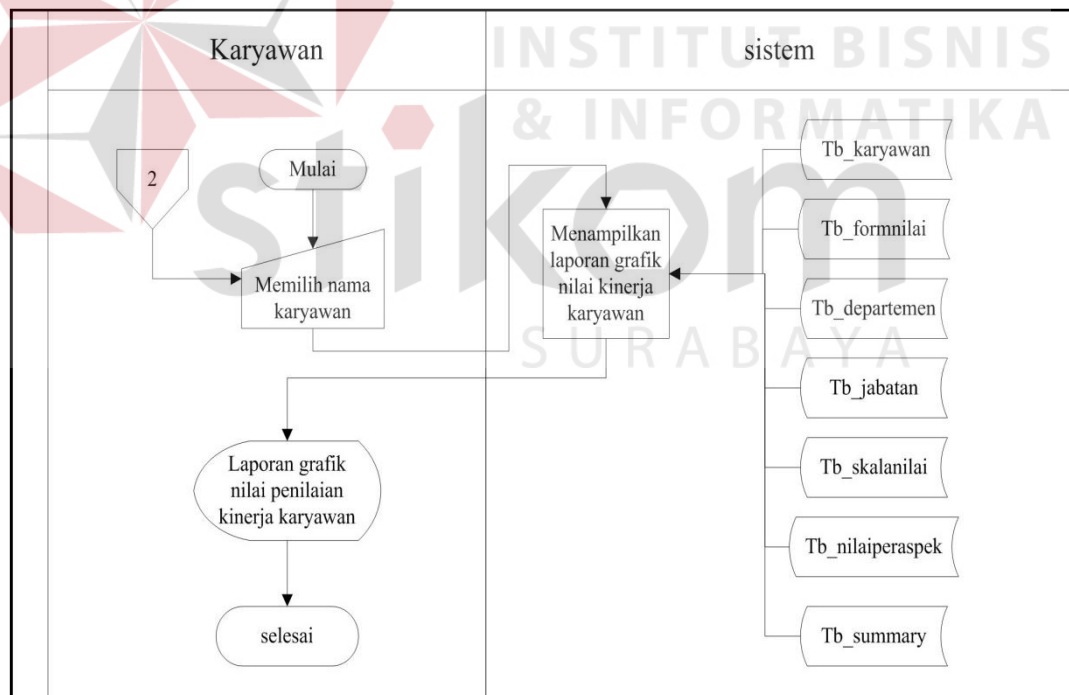 Karyawan
sistem
INSTITUT BISNIS
& INFORMATIKA
stikom
SURABAYA
2
Mulai
Memilih nama
karyawan
Menampilkan
laporan grafik
nilai kinerja
karyawan
Laporan grafik
nilai penilaian
kinerja karyawan
selesai
Tb_karyawan
Tb_formnilai
Tb_departemen
Tb_jabatan
Tb_skalanilai
Tb_nilaiperaspek
Tb_summary